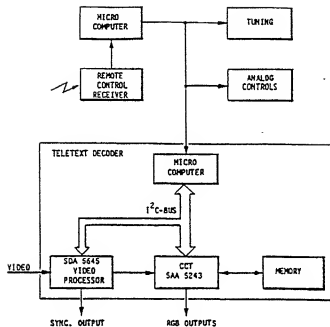 MICRO
COMPUTER
TUNING
REMOTE
CONTROL
RECEIVER
ANALOG
CONTROLS
TELETEXT DECODER
MICRO
COMPUTER
I²C-BUS
VIDEO
SDA 5645
VIDEO
PROCESSOR
CCT
SAA 5243
MEMORY
SYNC. OUTPUT
RGB OUTPUTS